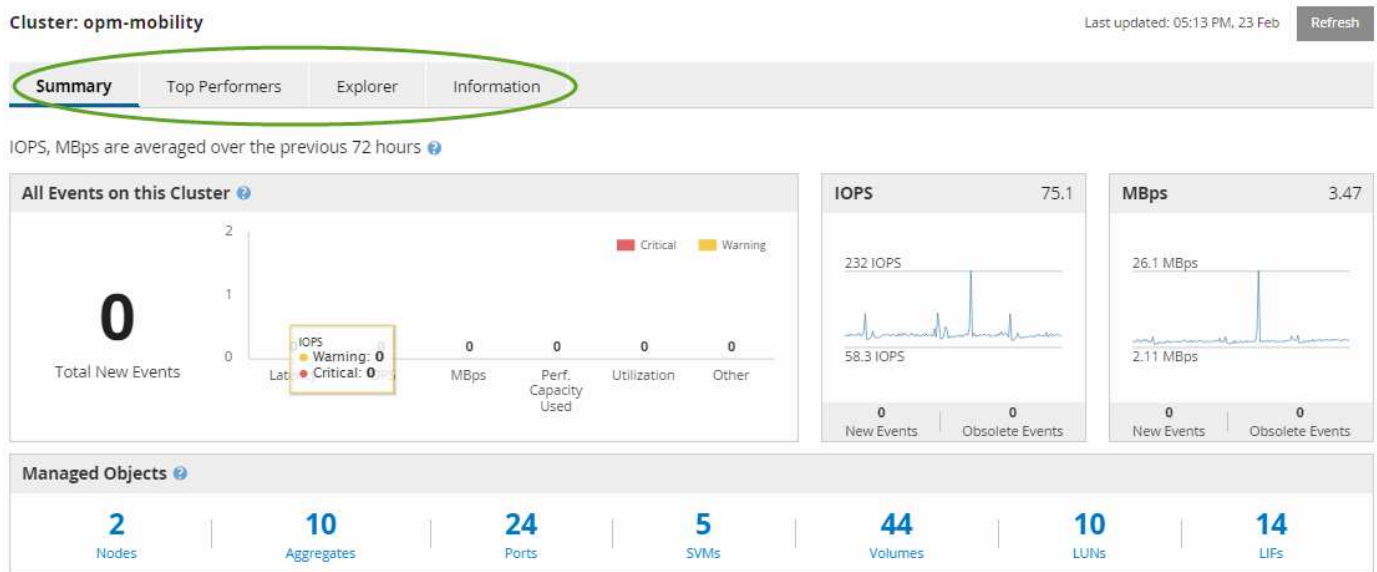 Cluster: opm-mobility
Last updated: 05:13 PM, 23 Feb
Refresh
Summary
Top Performers
Explorer
Information
IOPS, MBps are averaged over the previous 72 hours
All Events on this Cluster
0
Total New Events
2
1
0
Critical
Warning
IOPS
Warning: 0
Critical: 0
0
0
0
0
MBps
Perf.
Capacity
Used
Utilization
Other
IOPS 75.1
232 IOPS
58.3 IOPS
0
New Events
0
Obsolete Events
MBps 3.47
26.1 MBps
2.11 MBps
0
New Events
0
Obsolete Events
Managed Objects
2
Nodes
10
Aggregates
24
Ports
5
SVMs
44
Volumes
10
LUNs
14
LIFs